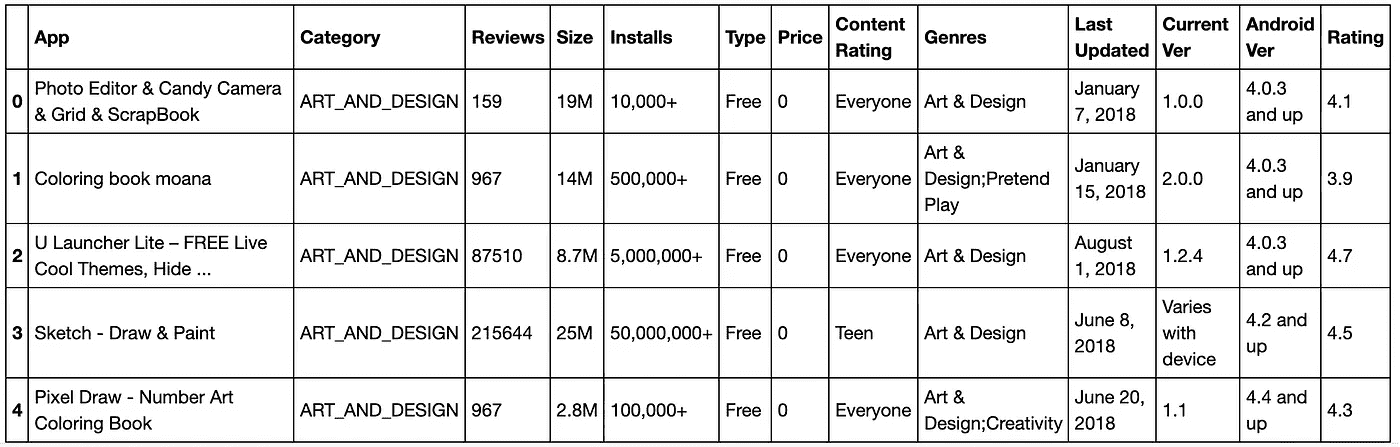 App Category Reviews Size Installs Type Price Content Rating Genres Last Updated Current Ver Android Ver Rating
0 Photo Editor & Candy Camera & Grid & ScrapBook ART_AND_DESIGN 159 19M 10,000+ Free 0 Everyone Art & Design January 7, 2018 1.0.0 4.0.3 and up 4.1
1 Coloring book moana ART_AND_DESIGN 967 14M 500,000+ Free 0 Everyone Art & Design;Pretend Play January 15, 2018 2.0.0 4.0.3 and up 3.9
2 U Launcher Lite – FREE Live Cool Themes, Hide ... ART_AND_DESIGN 87510 8.7M 5,000,000+ Free 0 Everyone Art & Design August 1, 2018 1.2.4 4.0.3 and up 4.7
3 Sketch - Draw & Paint ART_AND_DESIGN 215644 25M 50,000,000+ Free 0 Teen Art & Design June 8, 2018 Varies with device 4.2 and up 4.5
4 Pixel Draw - Number Art Coloring Book ART_AND_DESIGN 967 2.8M 100,000+ Free 0 Everyone Art & Design;Creativity June 20, 2018 1.1 4.4 and up 4.3